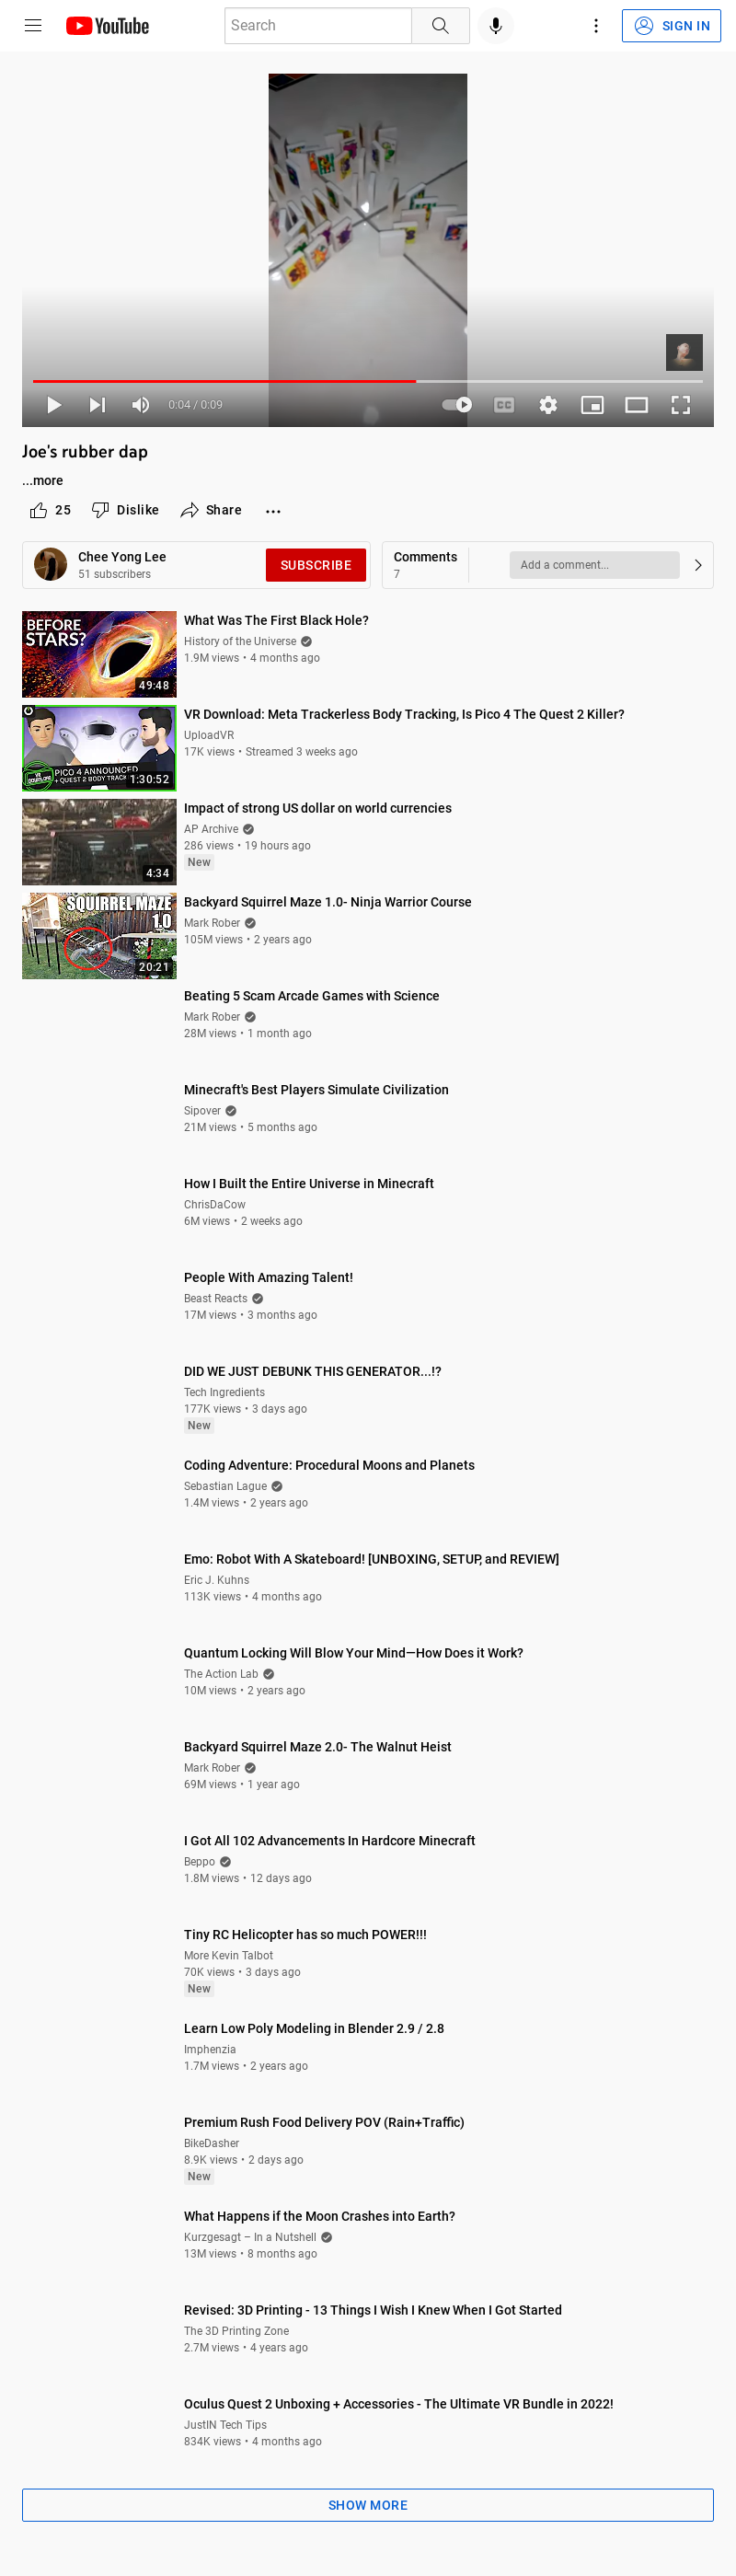 YouTube
Search
SIGN IN
0:04 / 0:09
CC
Joe's rubber dap
...more
25 Dislike Share
Chee Yong Lee
51 subscribers
SUBSCRIBE
Comments
7
Add a comment...
BEFORE
STARS?
49:48
What Was The First Black Hole?
History of the Universe
1.9M views • 4 months ago
VR DOWNLOAD
PICO 4 ANNOUNCED
+ QUEST 2 BODY TRACK
1:30:52
VR Download: Meta Trackerless Body Tracking, Is Pico 4 The Quest 2 Killer?
UploadVR
17K views • Streamed 3 weeks ago
4:34
Impact of strong US dollar on world currencies
AP Archive
286 views • 19 hours ago
New
SQUIRREL MAZE
1.0
20:21
Backyard Squirrel Maze 1.0- Ninja Warrior Course
Mark Rober
105M views • 2 years ago
Beating 5 Scam Arcade Games with Science
Mark Rober
28M views • 1 month ago
Minecraft's Best Players Simulate Civilization
Sipover
21M views • 5 months ago
How I Built the Entire Universe in Minecraft
ChrisDaCow
6M views • 2 weeks ago
People With Amazing Talent!
Beast Reacts
17M views • 3 months ago
DID WE JUST DEBUNK THIS GENERATOR...!?
Tech Ingredients
177K views • 3 days ago
New
Coding Adventure: Procedural Moons and Planets
Sebastian Lague
1.4M views • 2 years ago
Emo: Robot With A Skateboard! [UNBOXING, SETUP, and REVIEW]
Eric J. Kuhns
113K views • 4 months ago
Quantum Locking Will Blow Your Mind—How Does it Work?
The Action Lab
10M views • 2 years ago
Backyard Squirrel Maze 2.0- The Walnut Heist
Mark Rober
69M views • 1 year ago
I Got All 102 Advancements In Hardcore Minecraft
Beppo
1.8M views • 12 days ago
Tiny RC Helicopter has so much POWER!!!
More Kevin Talbot
70K views • 3 days ago
New
Learn Low Poly Modeling in Blender 2.9 / 2.8
Imphenzia
1.7M views • 2 years ago
Premium Rush Food Delivery POV (Rain+Traffic)
BikeDasher
8.9K views • 2 days ago
New
What Happens if the Moon Crashes into Earth?
Kurzgesagt – In a Nutshell
13M views • 8 months ago
Revised: 3D Printing - 13 Things I Wish I Knew When I Got Started
The 3D Printing Zone
2.7M views • 4 years ago
Oculus Quest 2 Unboxing + Accessories - The Ultimate VR Bundle in 2022!
JustIN Tech Tips
834K views • 4 months ago
SHOW MORE